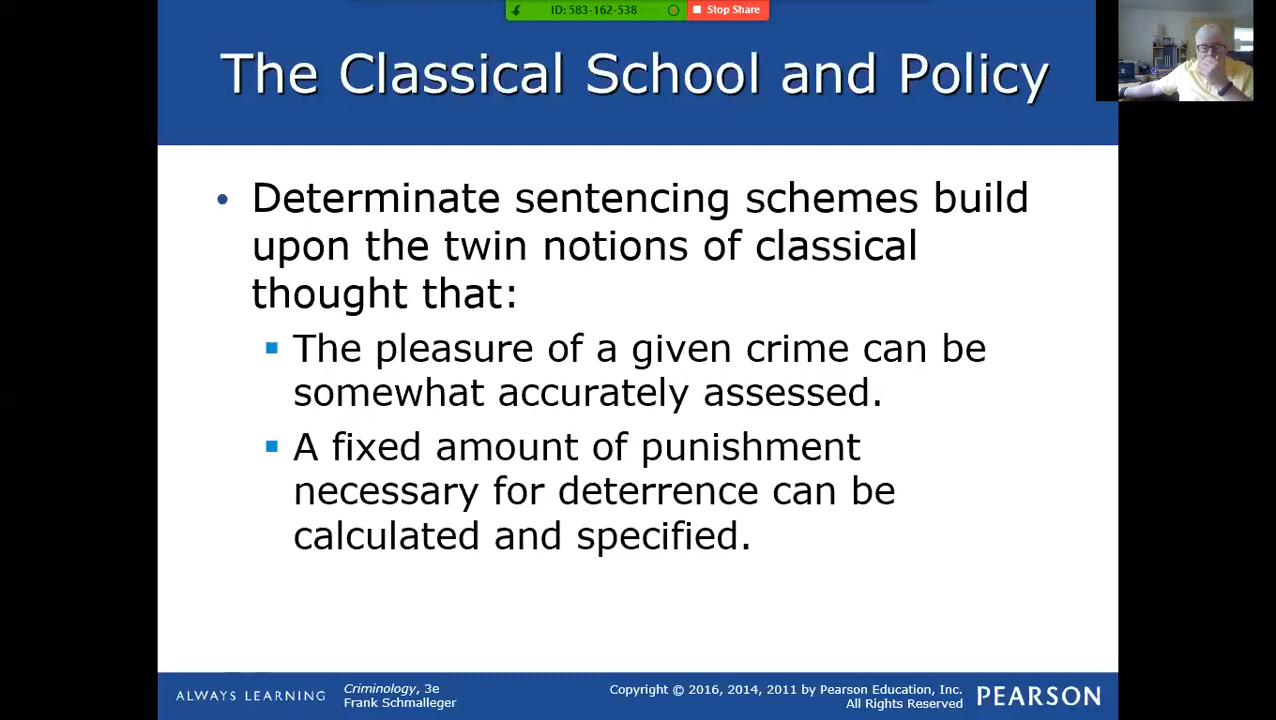 ID: 583-162-538 Stop Share
The Classical School and Policy
• Determinate sentencing schemes build
upon the twin notions of classical
thought that:
▪ The pleasure of a given crime can be
somewhat accurately assessed.
▪ A fixed amount of punishment
necessary for deterrence can be
calculated and specified.
ALWAYS LEARNING
Criminology, 3e
Frank Schmalleger
Copyright © 2016, 2014, 2011 by Pearson Education, Inc.
All Rights Reserved
PEARSON